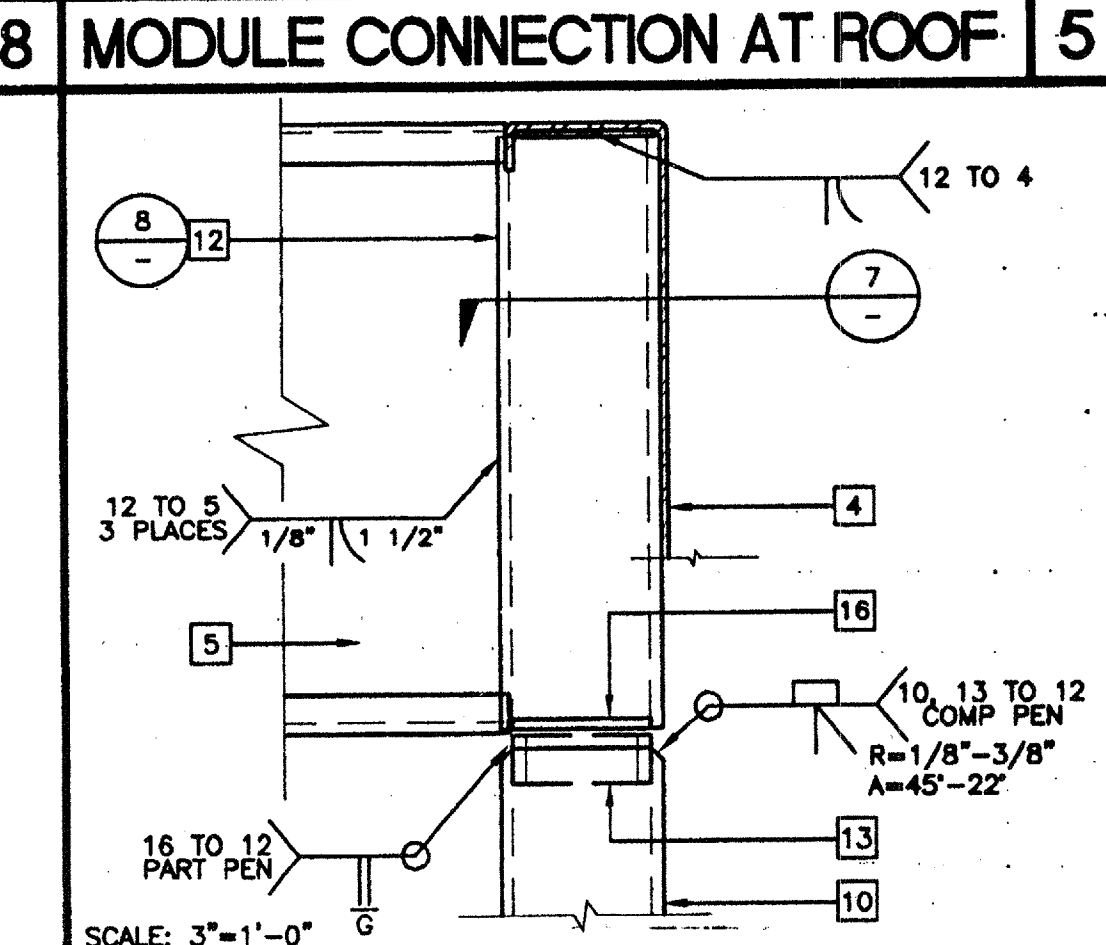 8 MODULE CONNECTION AT ROOF 5
12 TO 4
8
-
12
7
-
12 TO 5
3 PLACES
1/8" 1 1/2"
4
16
5
10, 13 TO 12
COMP PEN
R=1/8"-3/8"
A=45°-22°
16 TO 12
PART PEN
G
13
10
SCALE: 3"=1'-0"